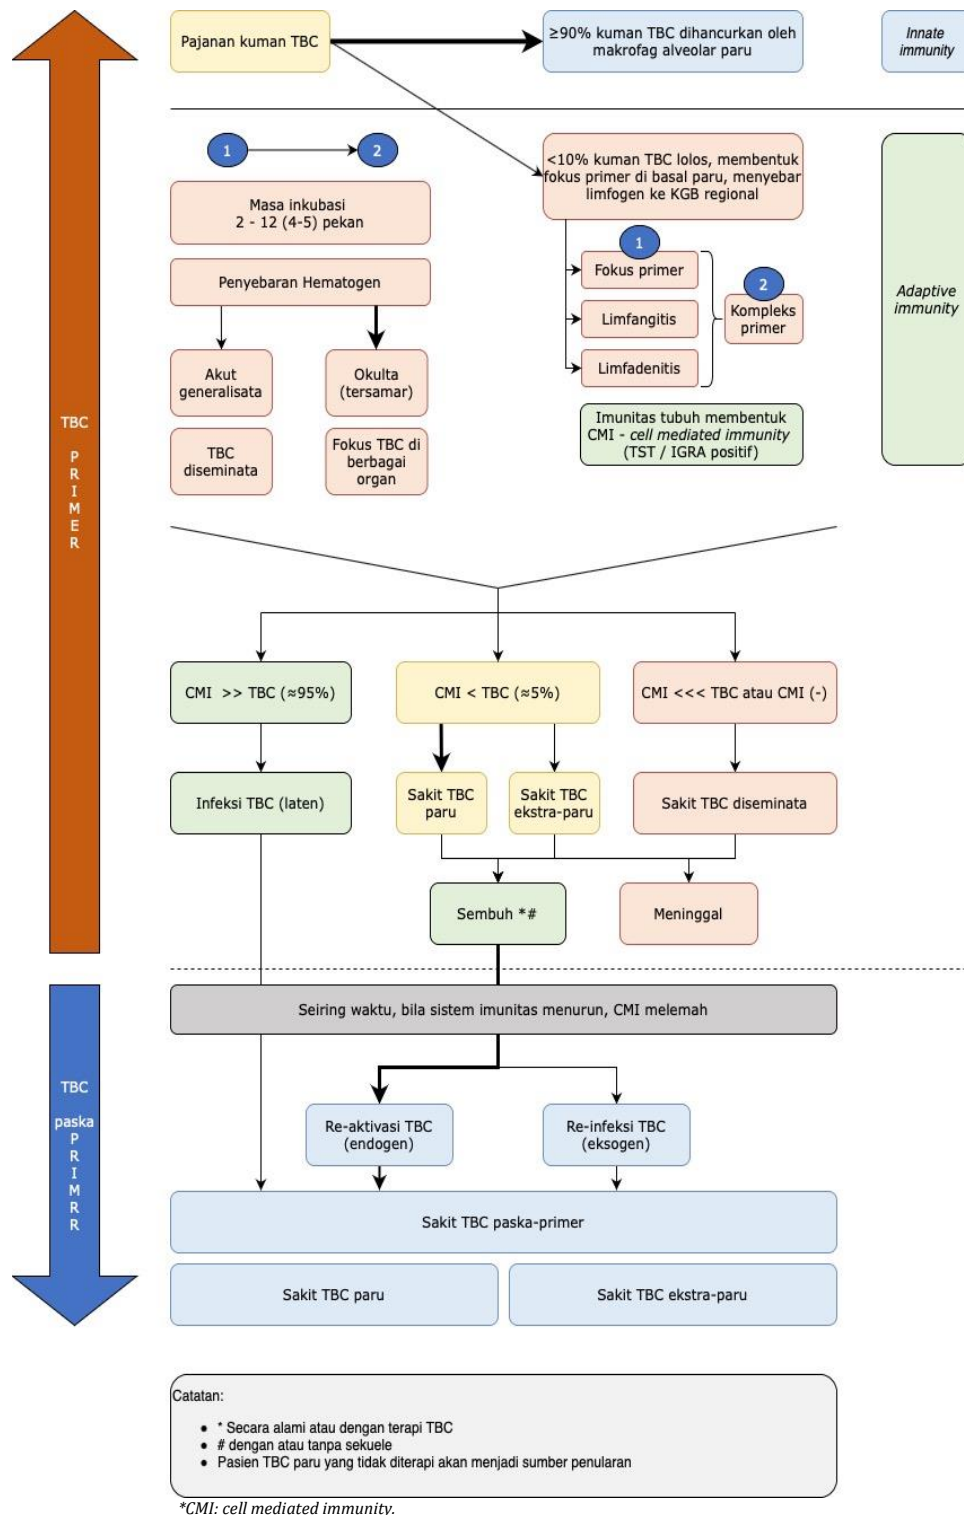 Pajanan kuman TBC
≥90% kuman TBC dihancurkan oleh
makrofag alveolar paru
Innate
immunity
1
2
<10% kuman TBC lolos, membentuk
fokus primer di basal paru, menyebar
limfogen ke KGB regional
Masa inkubasi
2 - 12 (4-5) pekan
1
Fokus primer
Limfangitis
Limfadenitis
2
Kompleks
primer
Adaptive
immunity
Penyebaran Hematogen
Akut
generalisata
Okulta
(tersamar)
TBC
diseminata
Fokus TBC di
berbagai
organ
Imunitas tubuh membentuk
CMI - cell mediated immunity
(TST / IGRA positif)
TBC
P
R
I
M
E
R
CMI >> TBC (≈95%)
CMI < TBC (≈5%)
CMI <<< TBC atau CMI (-)
Infeksi TBC (laten)
Sakit TBC
paru
Sakit TBC
ekstra-paru
Sakit TBC diseminata
Sembuh *#
Meninggal
Seiring waktu, bila sistem imunitas menurun, CMI melemah
TBC
paska
P
R
I
M
R
R
Re-aktivasi TBC
(endogen)
Re-infeksi TBC
(eksogen)
Sakit TBC paska-primer
Sakit TBC paru
Sakit TBC ekstra-paru
Catatan:
• * Secara alami atau dengan terapi TBC
• # dengan atau tanpa sekuele
• Pasien TBC paru yang tidak diterapi akan menjadi sumber penularan
*CMI: cell mediated immunity.